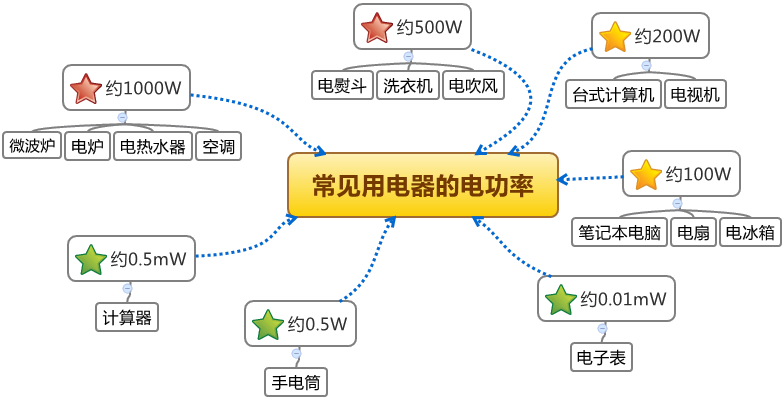 常见用电器的电功率
约1000W
微波炉
电炉
电热水器
空调
约500W
电熨斗
洗衣机
电吹风
约200W
台式计算机
电视机
约100W
笔记本电脑
电扇
电冰箱
约0.5mW
计算器
约0.5W
手电筒
约0.01mW
电子表